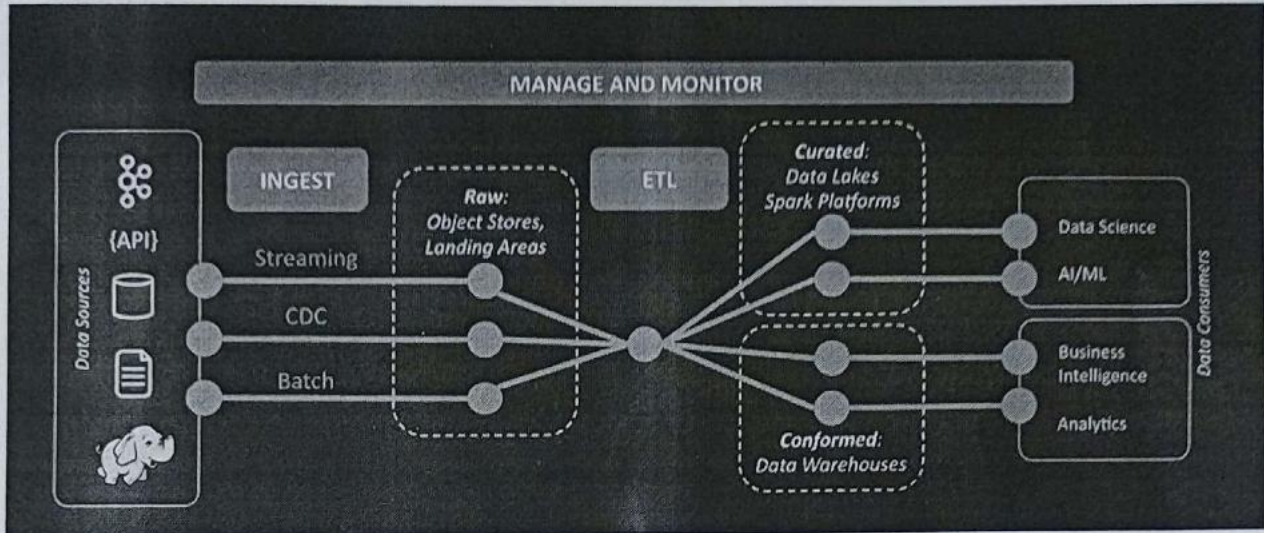 MANAGE AND MONITOR
Data Sources
{API}
INGEST
Streaming
CDC
Batch
Raw:
Object Stores,
Landing Areas
ETL
Curated:
Data Lakes
Spark Platforms
Conformed:
Data Warehouses
Data Science
AI/ML
Business
Intelligence
Analytics
Data Consumers